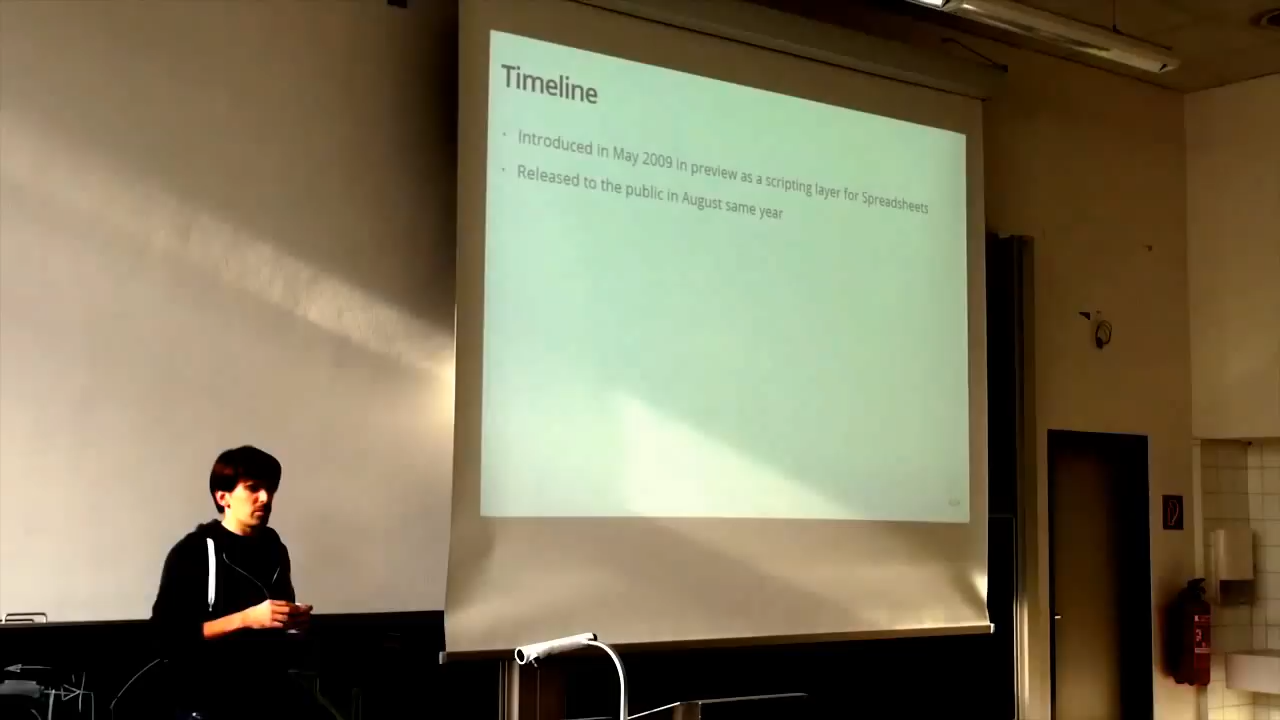 Timeline
· Introduced in May 2009 in preview as a scripting layer for Spreadsheets
· Released to the public in August same year